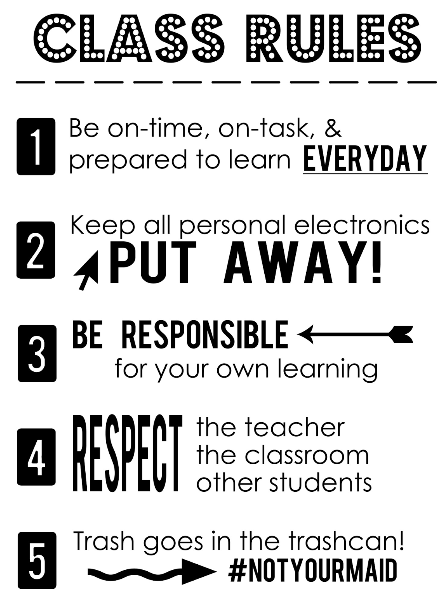 CLASS RULES
1 Be on-time, on-task, &
prepared to learn EVERYDAY
2 Keep all personal electronics
PUT AWAY!
3 BE RESPONSIBLE
for your own learning
4 RESPECT the teacher
the classroom
other students
5 Trash goes in the trashcan!
#NOTYOURMAID